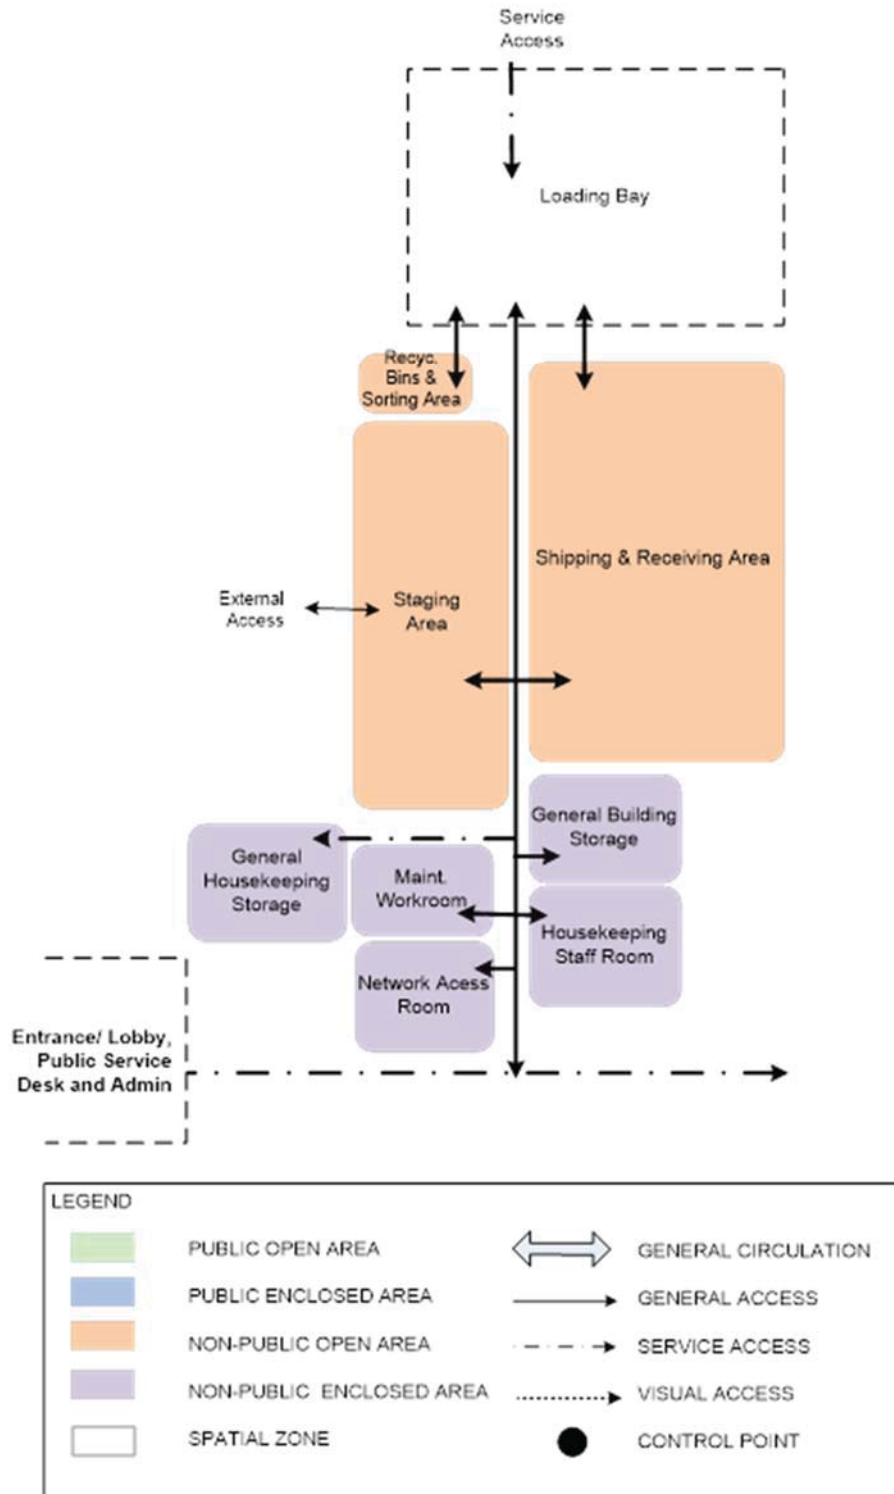 Service
Access
Loading Bay
Recyc.
Bins &
Sorting Area
Shipping & Receiving Area
External
Access
Staging
Area
General Building
Storage
General
Housekeeping
Storage
Maint.
Workroom
Housekeeping
Staff Room
Network Acess
Room
Entrance/ Lobby,
Public Service
Desk and Admin
LEGEND
PUBLIC OPEN AREA
PUBLIC ENCLOSED AREA
NON-PUBLIC OPEN AREA
NON-PUBLIC ENCLOSED AREA
SPATIAL ZONE
GENERAL CIRCULATION
GENERAL ACCESS
SERVICE ACCESS
VISUAL ACCESS
CONTROL POINT